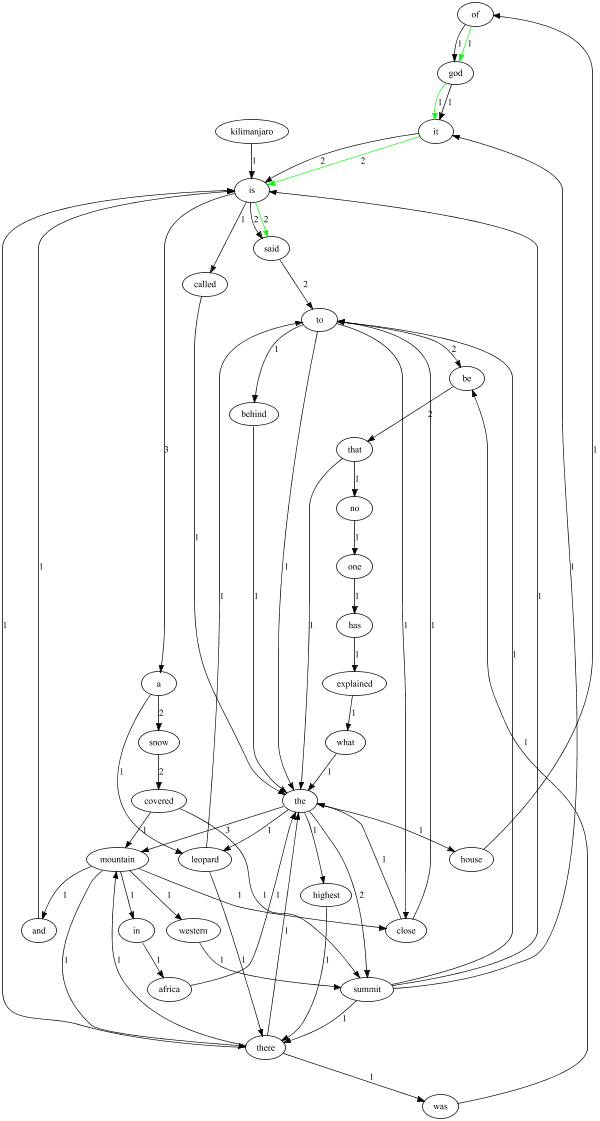 of
1 1
god
1 1
kilimanjaro
it
1
2
2
is
1 2 2
said
called
2
to
1
2
be
behind
2
that
3
1
no
1
1
1
1
one
1
1
1
1
1
has
1
1
explained
a
1
2
snow
what
1
1
1
2
covered
the
1
3
1
1
1
mountain
leopard
house
1
highest
2
1
1
1
1
1
1
and
in
western
close
1
1
1
1
1
africa
summit
1
1
there
1
was